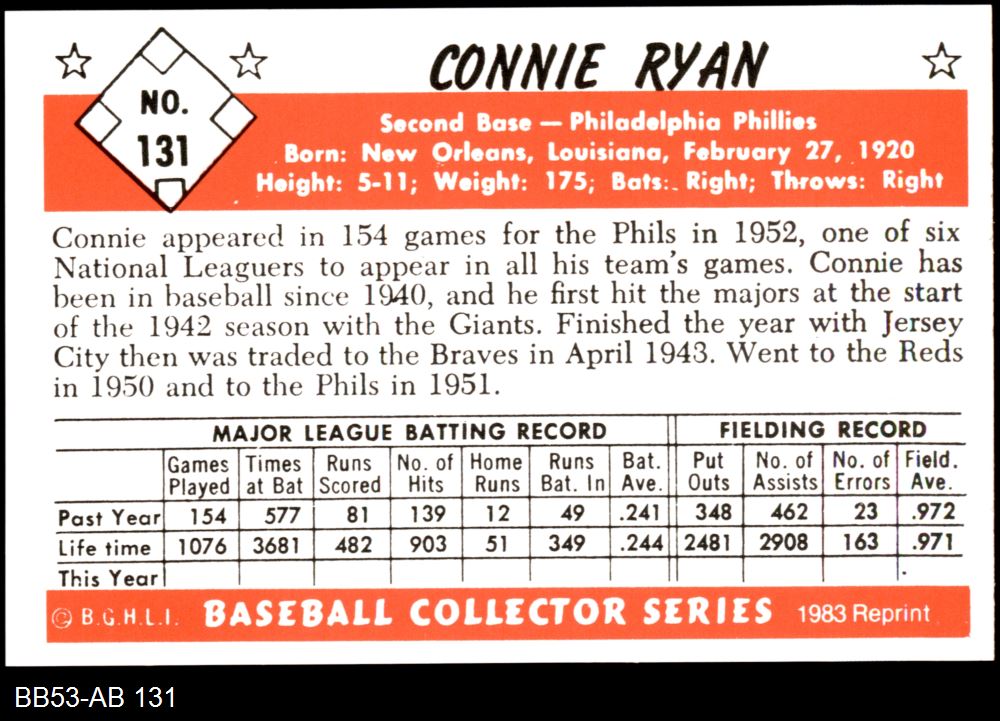 CONNIE RYAN
NO.
131
Second Base — Philadelphia Phillies
Born: New Orleans, Louisiana, February 27, 1920
Height: 5-11; Weight: 175; Bats: Right; Throws: Right
Connie appeared in 154 games for the Phils in 1952, one of six
National Leaguers to appear in all his team's games. Connie has
been in baseball since 1940, and he first hit the majors at the start
of the 1942 season with the Giants. Finished the year with Jersey
City then was traded to the Braves in April 1943. Went to the Reds
in 1950 and to the Phils in 1951.
MAJOR LEAGUE BATTING RECORD FIELDING RECORD
Games Times Runs No. of Home Runs Bat. Put No. of No. of Field.
Played at Bat Scored Hits Runs Bat. In Ave. Outs Assists Errors Ave.
Past Year 154 577 81 139 12 49 .241 348 462 23 .972
Life time 1076 3681 482 903 51 349 .244 2481 2908 163 .971
This Year
© B.G.H.L.I. BASEBALL COLLECTOR SERIES 1983 Reprint
BB53-AB 131